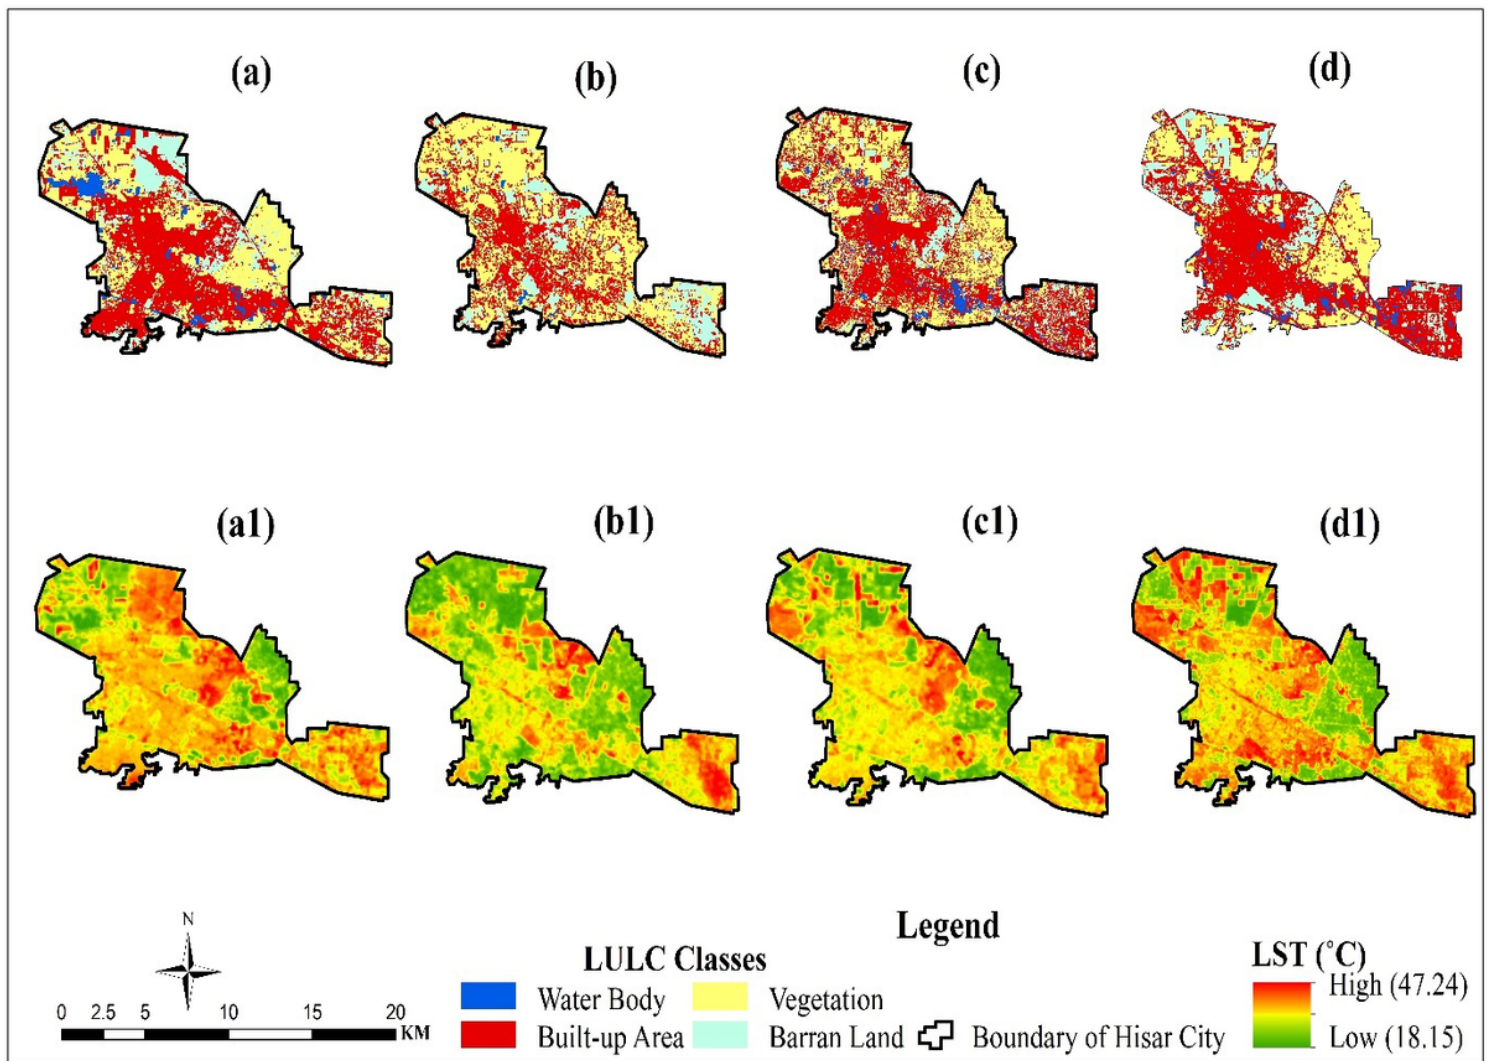 (a) (b) (c) (d)
(a1) (b1) (c1) (d1)
N
0 2.5 5 10 15 20
KM
Legend
LULC Classes
Water Body Vegetation
Built-up Area Barran Land Boundary of Hisar City
LST (°C)
High (47.24)
Low (18.15)